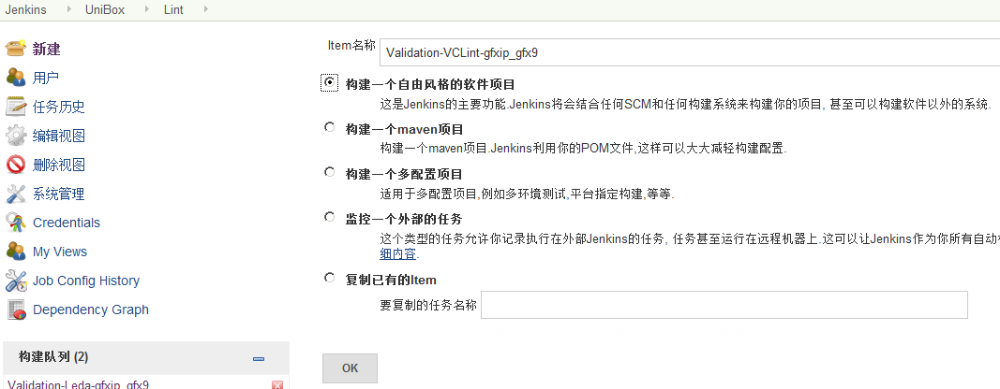 Jenkins UniBox Lint
新建
用户
任务历史
编辑视图
删除视图
系统管理
Credentials
My Views
Job Config History
Dependency Graph
构建队列 (2)
Validation-Leda-gfxip_gfx9
Item名称 Validation-VCLint-gfxip_gfx9
构建一个自由风格的软件项目
这是Jenkins的主要功能.Jenkins将会结合任何SCM和任何构建系统来构建你的项目, 甚至可以构建软件以外的系统.
构建一个maven项目
构建一个maven项目.Jenkins利用你的POM文件,这样可以大大减轻构建配置.
构建一个多配置项目
适用于多配置项目,例如多环境测试,平台指定构建,等等.
监控一个外部的任务
这个类型的任务允许你记录执行在外部Jenkins的任务, 任务甚至运行在远程机器上.这可以让Jenkins作为你所有自动
细内容.
复制已有的Item
要复制的任务名称
OK